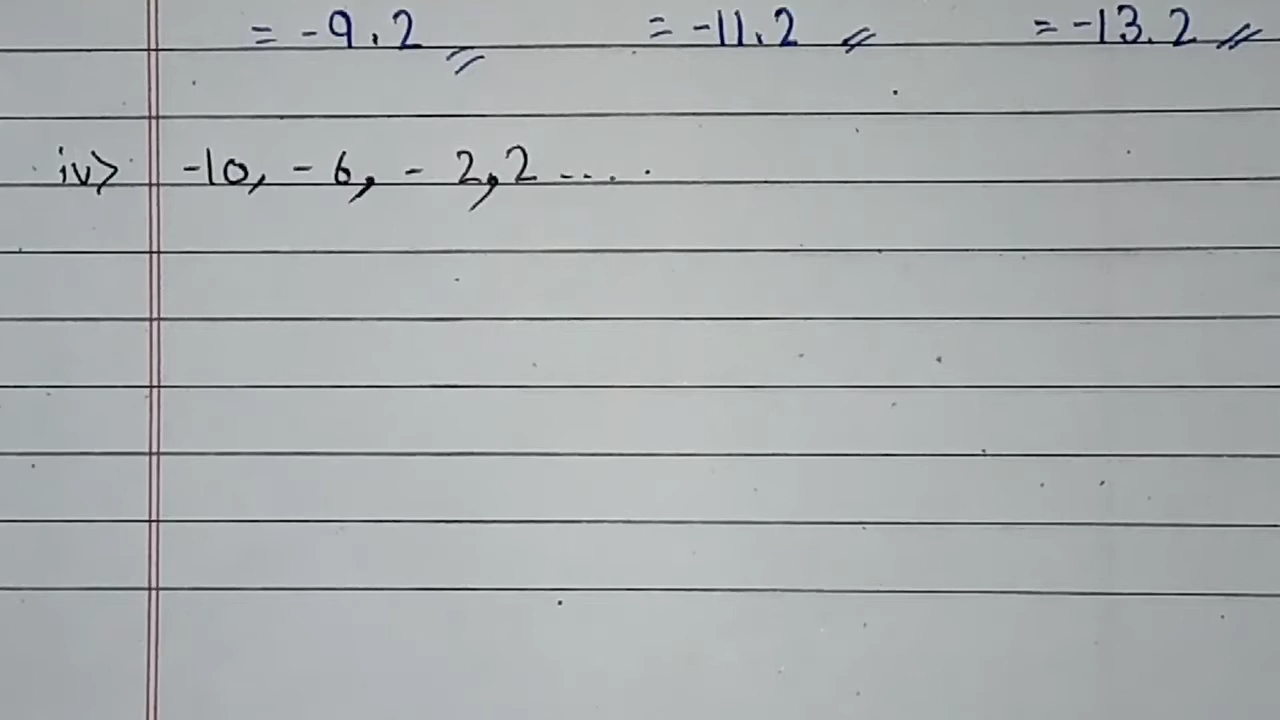 = -9.2 = -11.2 = -13.2
iv> -10, -6, -2, 2 .....